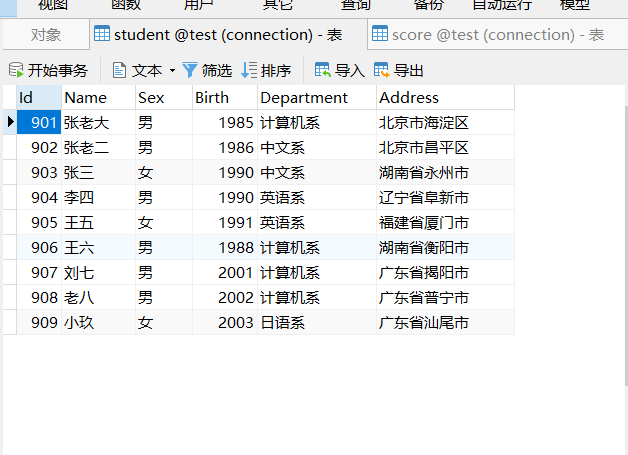 视图 函数 用户 其它 查询 备份 自动运行 模型
对象 student @test (connection) - 表 score @test (connection) - 表
开始事务 文本 筛选 排序 导入 导出
Id Name Sex Birth Department Address
901 张老大 男 1985 计算机系 北京市海淀区
902 张老二 男 1986 中文系 北京市昌平区
903 张三 女 1990 中文系 湖南省永州市
904 李四 男 1990 英语系 辽宁省阜新市
905 王五 女 1991 英语系 福建省厦门市
906 王六 男 1988 计算机系 湖南省衡阳市
907 刘七 男 2001 计算机系 广东省揭阳市
908 老八 男 2002 计算机系 广东省普宁市
909 小玖 女 2003 日语系 广东省汕尾市